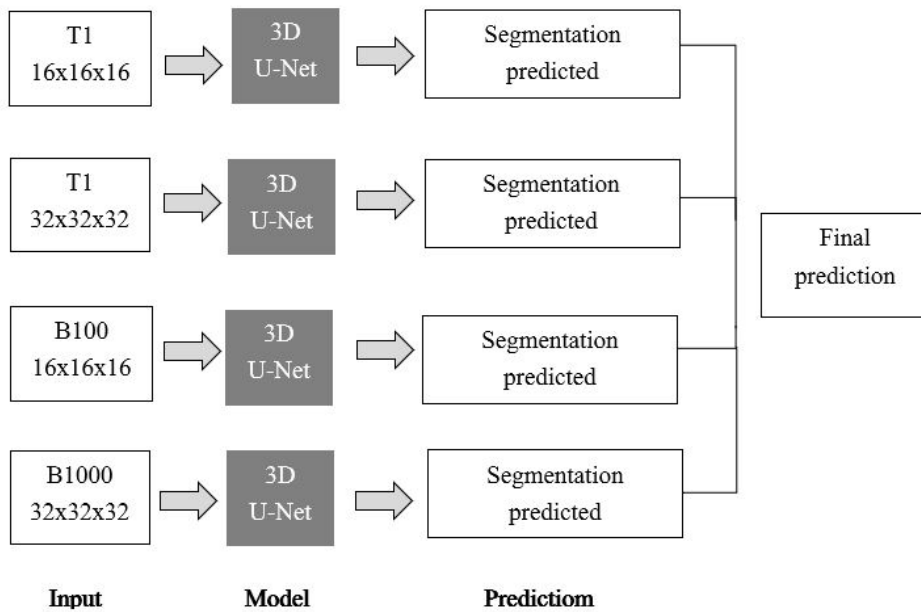 T1
16x16x16
3D
U-Net
Segmentation
predicted
T1
32x32x32
3D
U-Net
Segmentation
predicted
Final
prediction
B100
16x16x16
3D
U-Net
Segmentation
predicted
B1000
32x32x32
3D
U-Net
Segmentation
predicted
Input
Model
Predictiom